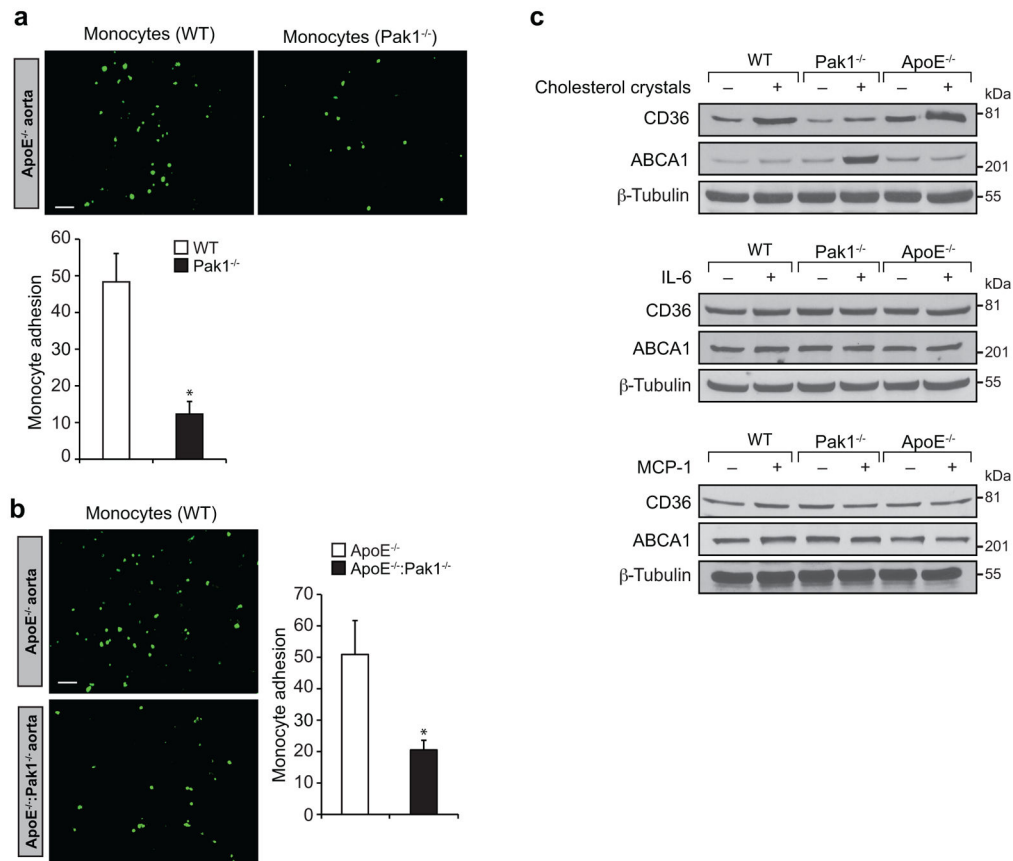 a
Monocytes (WT)
Monocytes (Pak1-/-)
ApoE-/- aorta
60
50
40
30
20
10
0
Monocyte adhesion
WT
Pak1-/-
*
b
Monocytes (WT)
ApoE-/- aorta
ApoE-/-:Pak1-/- aorta
ApoE-/-
ApoE-/-:Pak1-/-
70
60
50
40
30
20
10
0
Monocyte adhesion
*
c
WT Pak1-/- ApoE-/-
Cholesterol crystals – + – + – + kDa
CD36 81
ABCA1 201
β-Tubulin 55
WT Pak1-/- ApoE-/-
IL-6 – + – + – + kDa
CD36 81
ABCA1 201
β-Tubulin 55
WT Pak1-/- ApoE-/-
MCP-1 – + – + – + kDa
CD36 81
ABCA1 201
β-Tubulin 55